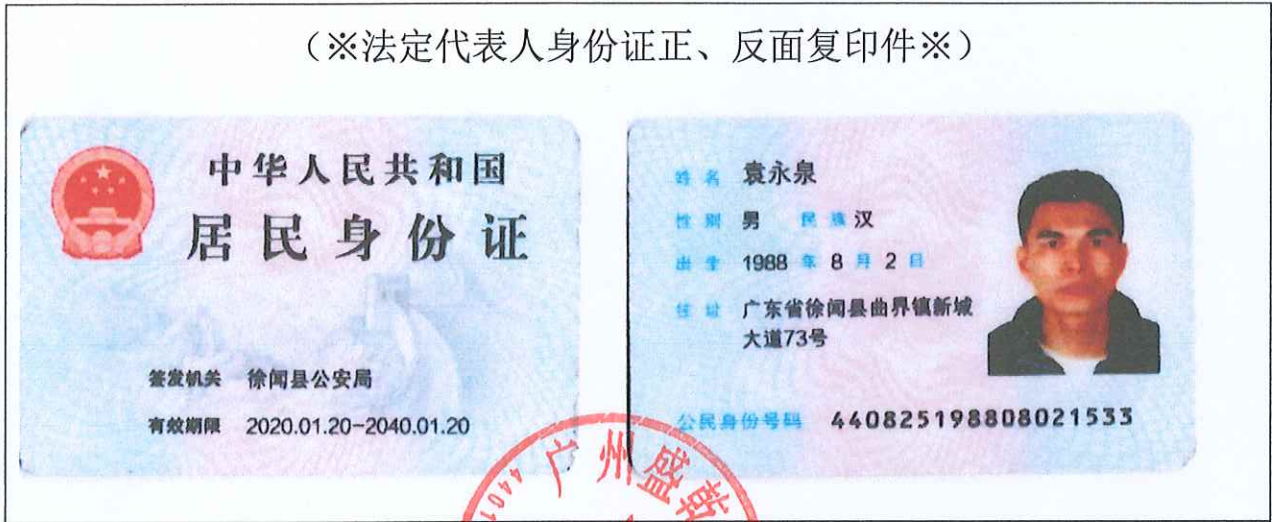 （※法定代表人身份证正、反面复印件※）
中华人民共和国
居民身份证
签发机关 徐闻县公安局
有效期限 2020.01.20-2040.01.20
姓名 袁永泉
性别 男 民族 汉
出生 1988 年 8 月 2 日
住址 广东省徐闻县曲界镇新城
大道73号
公民身份号码 440825198808021533
广州盛乾
4401